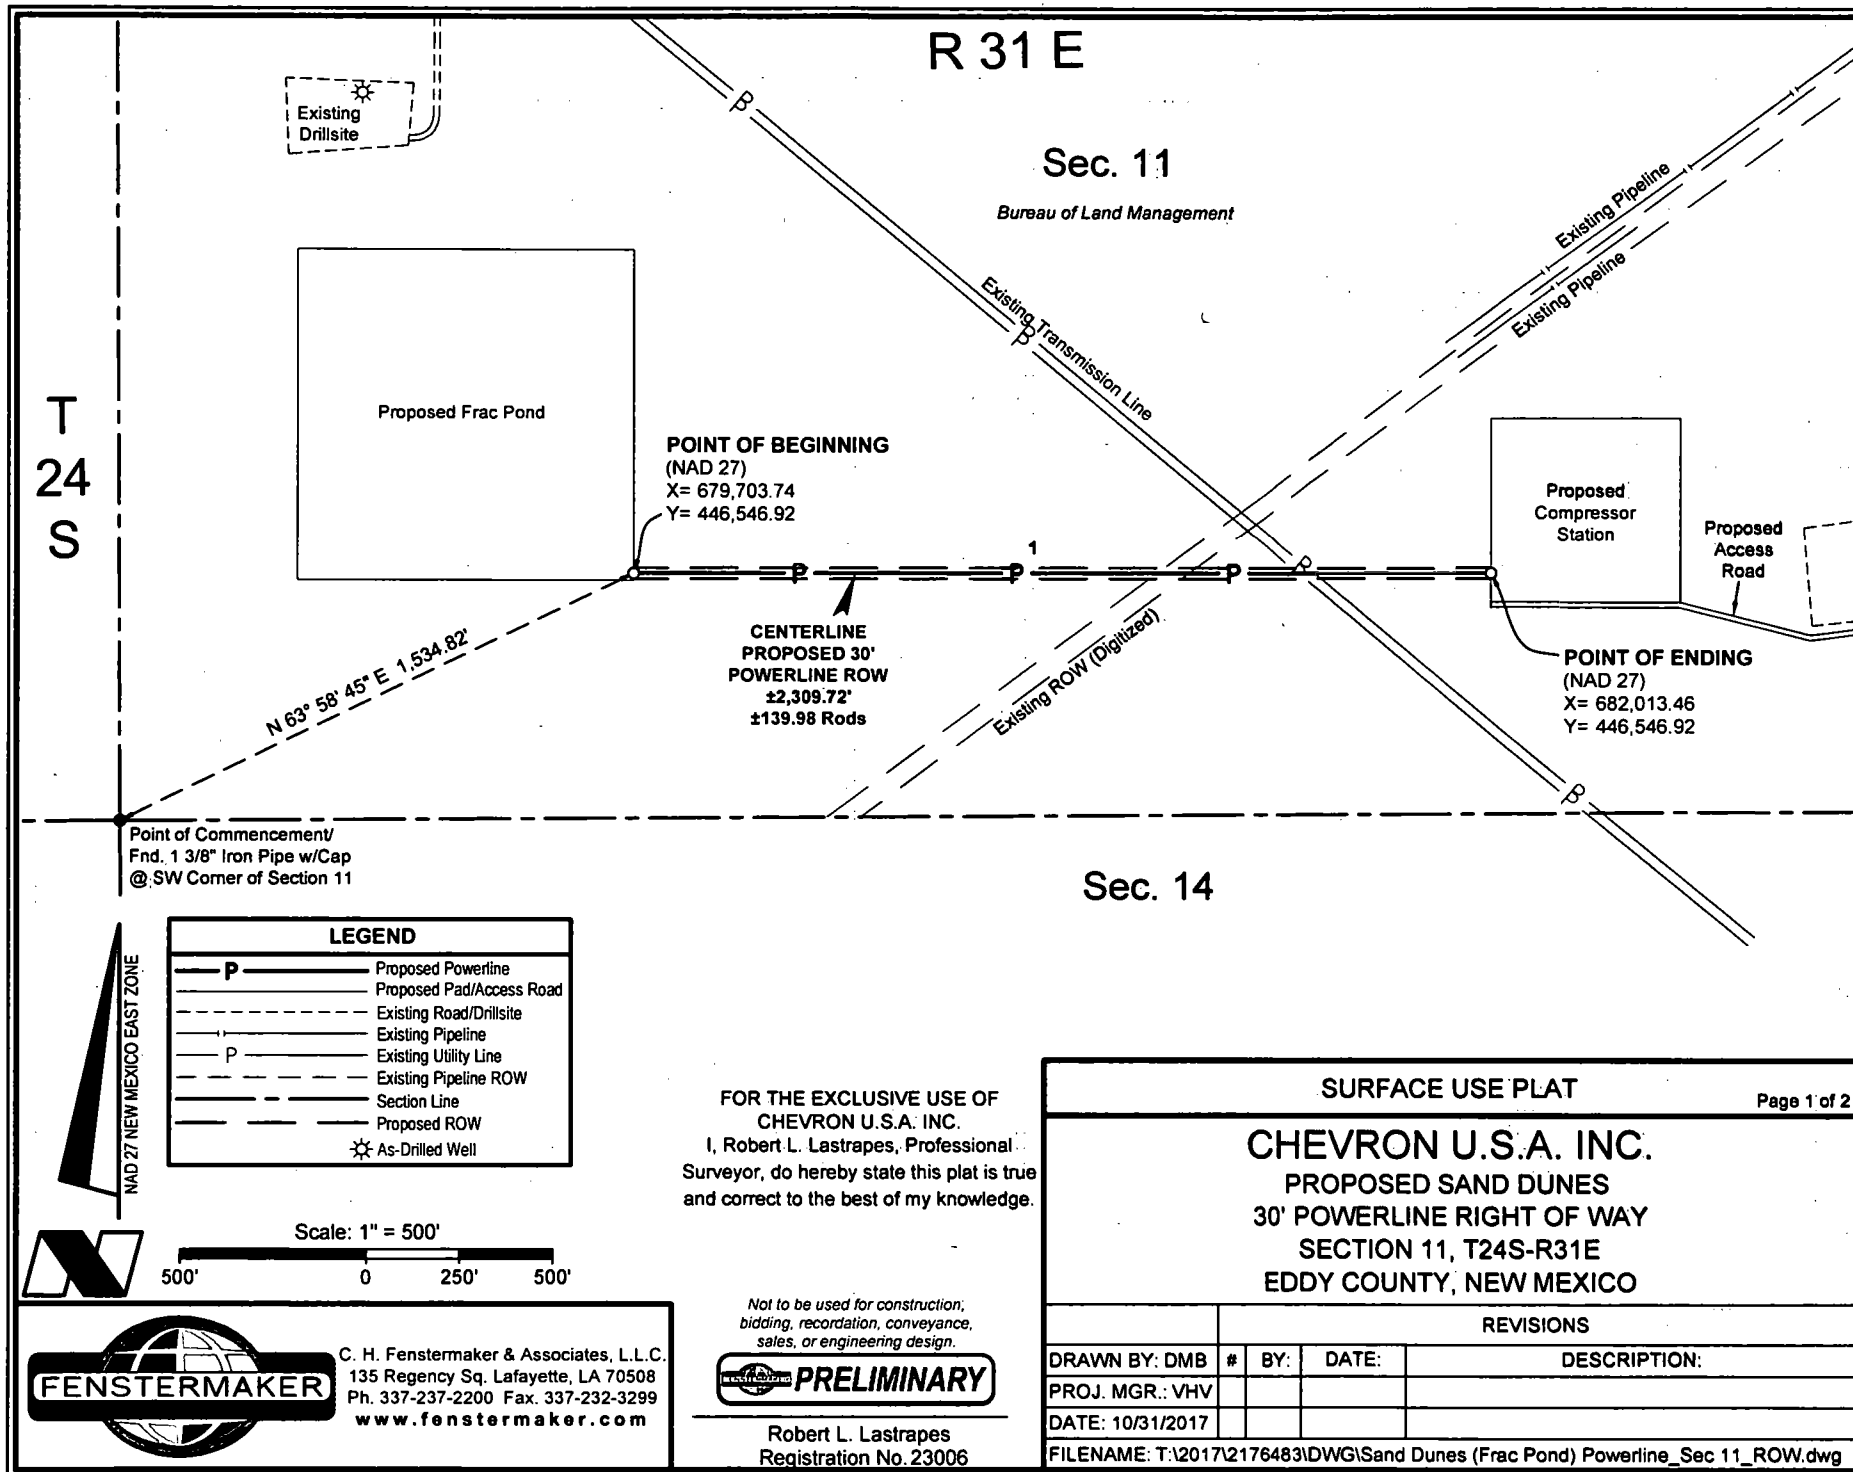 R 31 E
Existing
Drillsite
Sec. 11
Bureau of Land Management
Existing Pipeline
Existing Pipeline
Existing Transmission Line
T
24
S
Proposed Frac Pond
POINT OF BEGINNING
(NAD 27)
X= 679,703.74
Y= 446,546.92
Proposed
Compressor
Station
Proposed
Access
Road
1
P
P
P
P
P
P
P
CENTERLINE
PROPOSED 30'
POWERLINE ROW
±2,309.72'
±139.98 Rods
N 63° 58' 45" E 1,534.82'
Existing ROW (Digitized)
POINT OF ENDING
(NAD 27)
X= 682,013.46
Y= 446,546.92
Point of Commencement/
Fnd. 1 3/8" Iron Pipe w/Cap
@ SW Corner of Section 11
Sec. 14
LEGEND
P Proposed Powerline
Proposed Pad/Access Road
Existing Road/Drillsite
Existing Pipeline
P Existing Utility Line
Existing Pipeline ROW
Section Line
Proposed ROW
As-Drilled Well
NAD 27 NEW MEXICO EAST ZONE
N
Scale: 1" = 500'
500' 0 250' 500'
FOR THE EXCLUSIVE USE OF
CHEVRON U.S.A. INC.
I, Robert L. Lastrapes, Professional
Surveyor, do hereby state this plat is true
and correct to the best of my knowledge.
SURFACE USE PLAT
Page 1 of 2
CHEVRON U.S.A. INC.
PROPOSED SAND DUNES
30' POWERLINE RIGHT OF WAY
SECTION 11, T24S-R31E
EDDY COUNTY, NEW MEXICO
FENSTERMAKER
C. H. Fenstermaker & Associates, L.L.C.
135 Regency Sq. Lafayette, LA 70508
Ph. 337-237-2200 Fax. 337-232-3299
www.fenstermaker.com
Not to be used for construction,
bidding, recordation, conveyance,
sales, or engineering design.
PRELIMINARY
Robert L. Lastrapes
Registration No. 23006
REVISIONS
DRAWN BY: DMB # BY: DATE: DESCRIPTION:
PROJ. MGR.: VHV
DATE: 10/31/2017
FILENAME: T:\2017\2176483\DWG\Sand Dunes (Frac Pond) Powerline_Sec 11_ROW.dwg